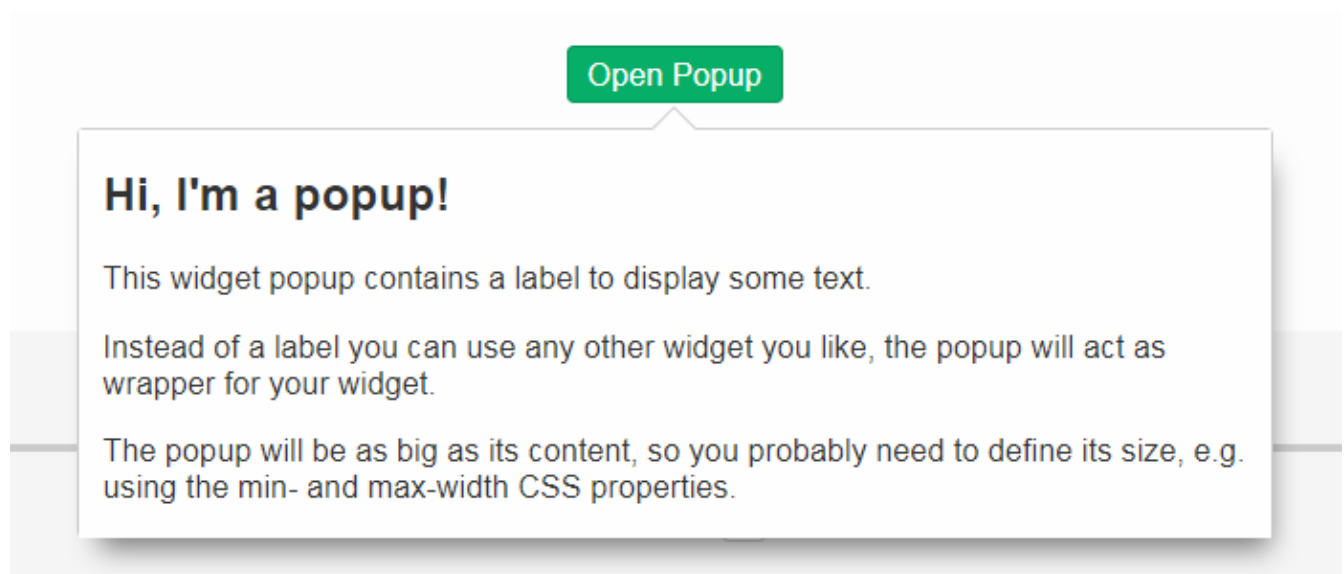 Open Popup
Hi, I'm a popup!
This widget popup contains a label to display some text.
Instead of a label you can use any other widget you like, the popup will act as
wrapper for your widget.
The popup will be as big as its content, so you probably need to define its size, e.g.
using the min- and max-width CSS properties.